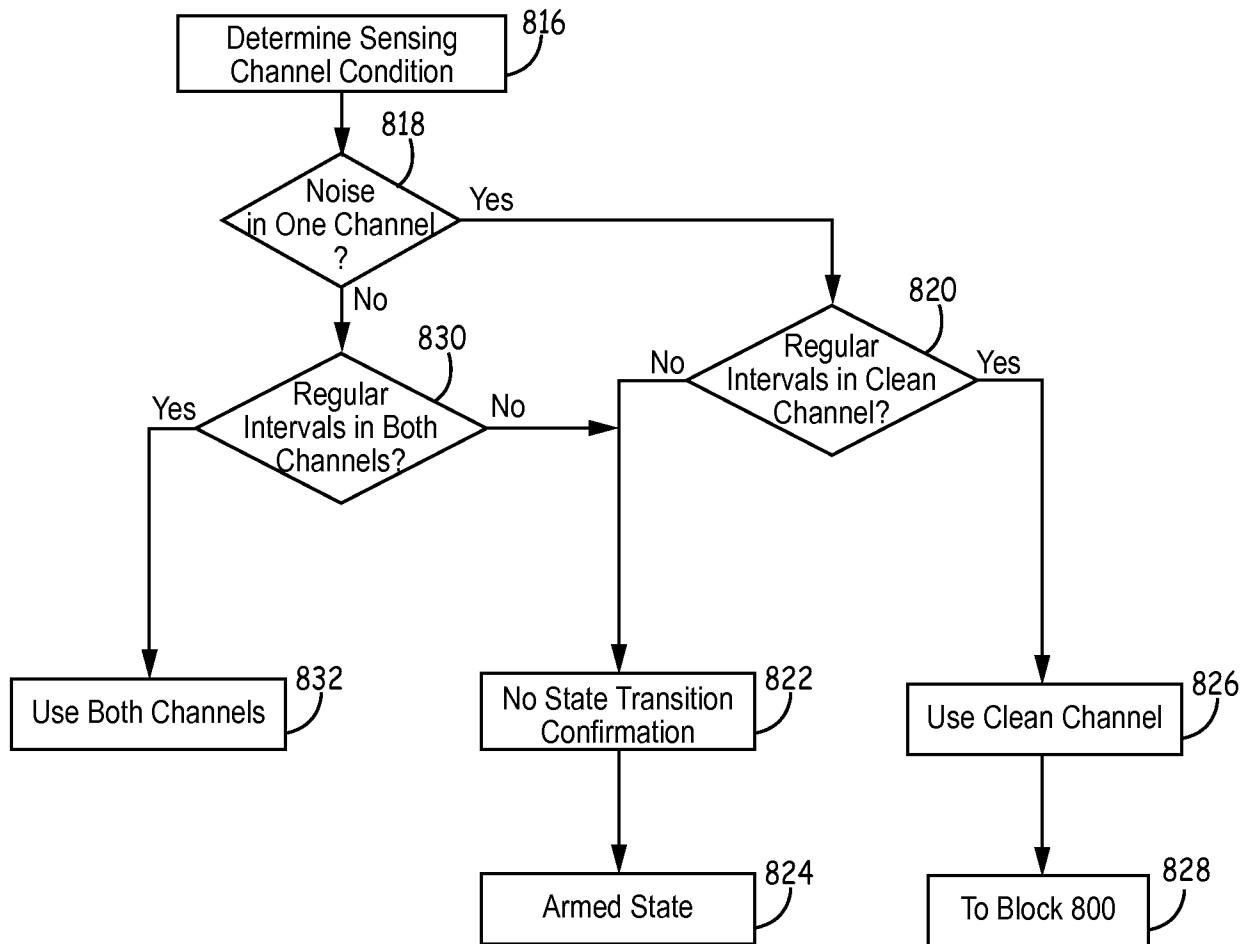 Determine Sensing
Channel Condition
816
818
Noise
in One Channel
?
Yes
No
820
830
Regular
Intervals in Clean
Channel?
No
Yes
Regular
Intervals in Both
Channels?
Yes
No
Use Both Channels
832
No State Transition
Confirmation
822
Use Clean Channel
826
Armed State
824
To Block 800
828